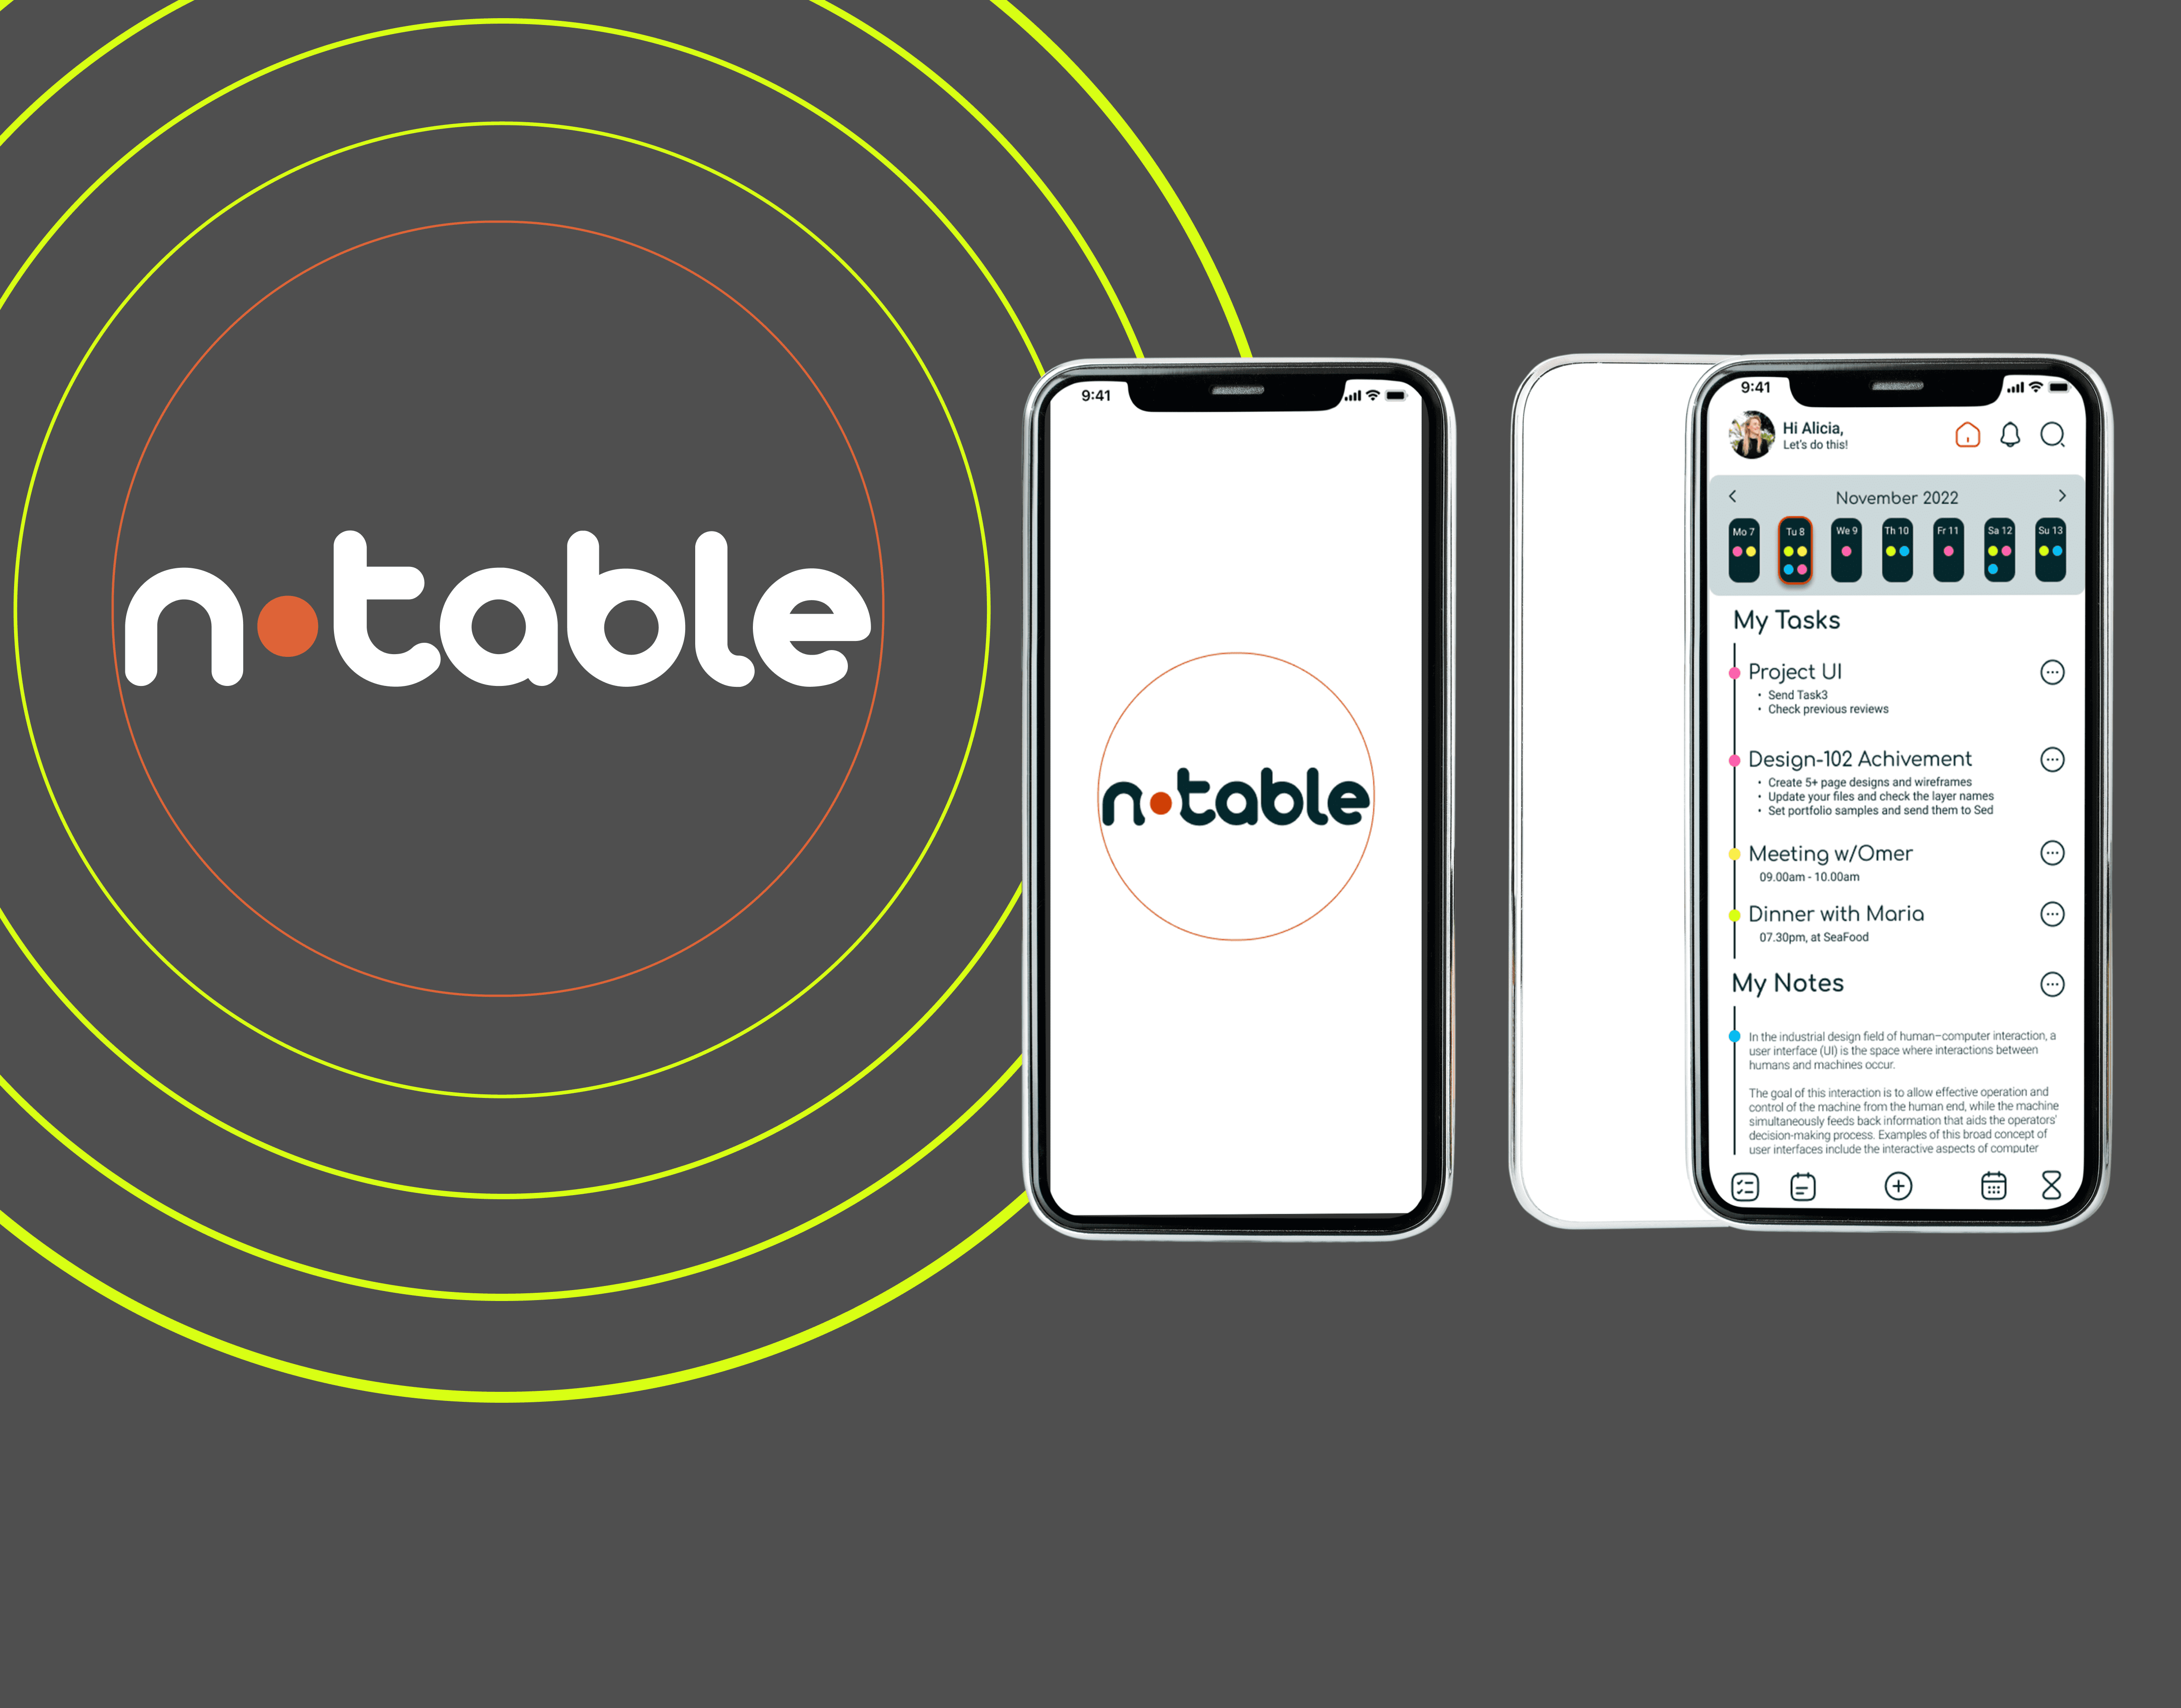 n•table
9:41
n•table
9:41
Hi Alicia,
Let's do this!
November 2022
Mo 7 Tu 8 We 9 Th 10 Fr 11 Sa 12 Su 13
My Tasks
Project UI
• Send Task3
• Check previous reviews
Design-102 Achivement
• Create 5+ page designs and wireframes
• Update your files and check the layer names
• Set portfolio samples and send them to Sed
Meeting w/Omer
09.00am - 10.00am
Dinner with Maria
07.30pm, at SeaFood
My Notes
In the industrial design field of human–computer interaction, a
user interface (UI) is the space where interactions between
humans and machines occur.
The goal of this interaction is to allow effective operation and
control of the machine from the human end, while the machine
simultaneously feeds back information that aids the operators'
decision-making process. Examples of this broad concept of
user interfaces include the interactive aspects of computer